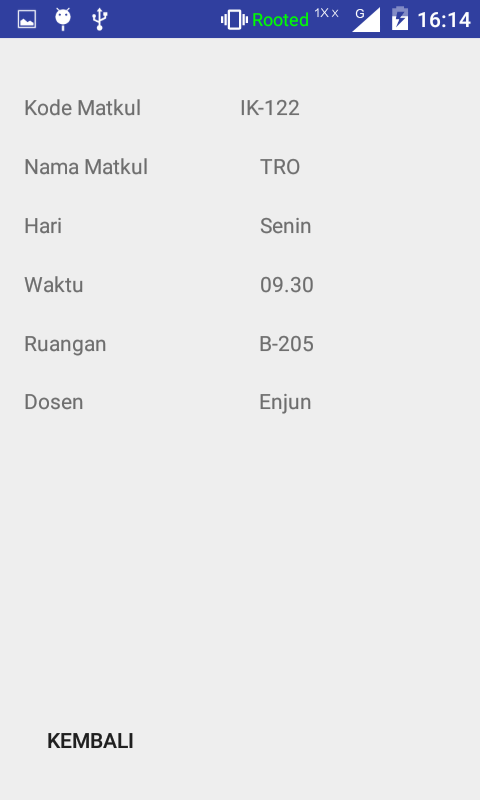 Rooted 1X x G 16:14
Kode Matkul IK-122
Nama Matkul TRO
Hari Senin
Waktu 09.30
Ruangan B-205
Dosen Enjun
KEMBALI